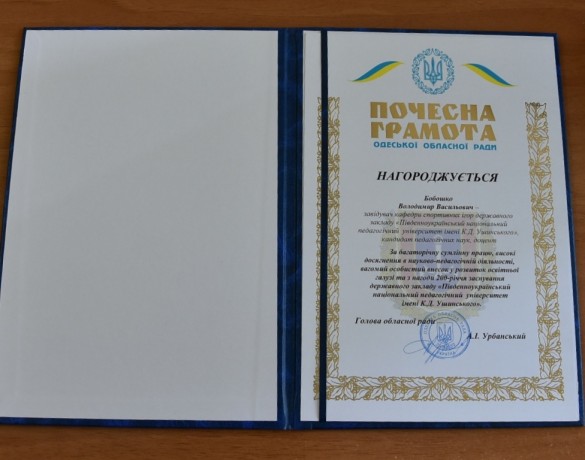 ПОЧЕСНА
ГРАМОТА
ОДЕСЬКОЇ ОБЛАСНОЇ РАДИ
НАГОРОДЖУЄТЬСЯ
Бобошко
Володимир Васильович –
завідувач кафедри спортивних ігор державного
закладу «Південноукраїнський національний
педагогічний університет імені К.Д. Ушинського»,
кандидат педагогічних наук, доцент
За багаторічну сумлінну працю, високі
досягнення в науково-педагогічній діяльності,
вагомий особистий внесок у розвиток освітньої
галузі та з нагоди 200-річчя заснування
державного закладу «Південноукраїнський
національний педагогічний університет
імені К.Д. Ушинського».
Голова обласної ради
А.І. Урбанський